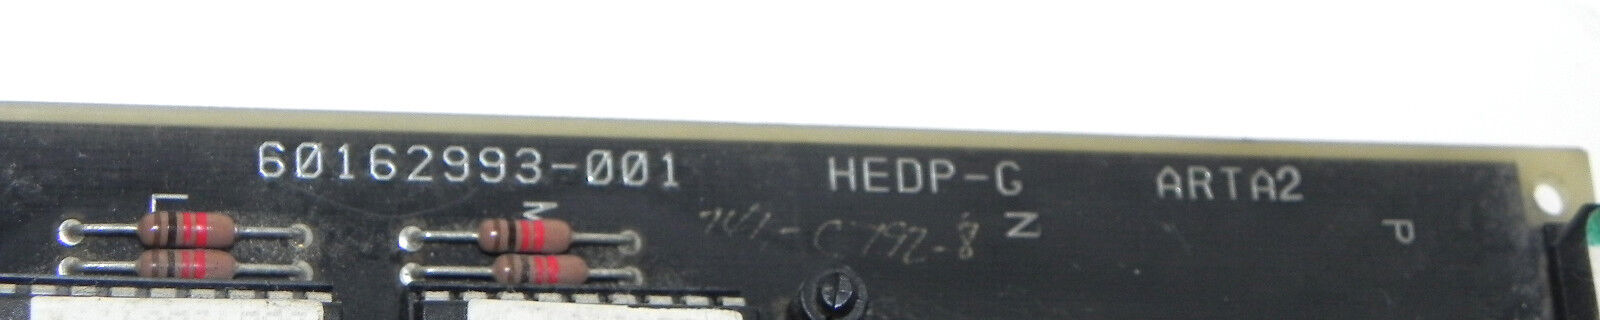 60162993-001 HEDP-G ARTA2
L M N P